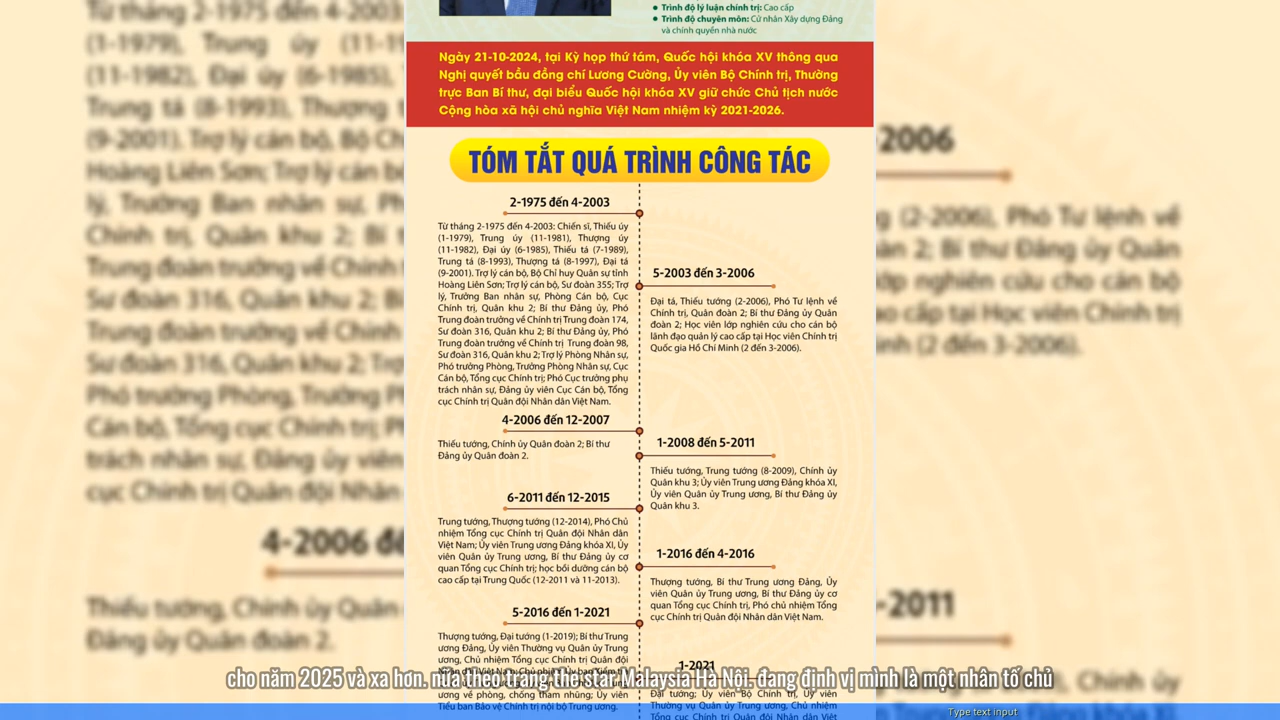 Trình độ lý luận chính trị: Cao cấp
Trình độ chuyên môn: Cử nhân Xây dựng Đảng
và chính quyền nhà nước
Ngày 21-10-2024, tại Kỳ họp thứ tám, Quốc hội khóa XV thông qua
Nghị quyết bầu đồng chí Lương Cường, Ủy viên Bộ Chính trị, Thường
trực Ban Bí thư, đại biểu Quốc hội khóa XV giữ chức Chủ tịch nước
Cộng hòa xã hội chủ nghĩa Việt Nam nhiệm kỳ 2021-2026.
TÓM TẮT QUÁ TRÌNH CÔNG TÁC
2-1975 đến 4-2003
Từ tháng 2-1975 đến 4-2003: Chiến sĩ, Thiếu úy
(1-1979), Trung úy (11-1981), Thượng úy
(11-1982), Đại úy (6-1985), Thiếu tá (7-1989),
Trung tá (8-1993), Thượng tá (8-1997), Đại tá
(9-2001). Trợ lý cán bộ, Bộ Chỉ huy Quân sự tỉnh
Hoàng Liên Sơn; Trợ lý cán bộ, Sư đoàn 355; Trợ
lý, Trưởng Ban nhân sự, Phòng Cán bộ, Cục
Chính trị, Quân khu 2; Bí thư Đảng ủy, Phó
Trung đoàn trưởng về Chính trị Trung đoàn 174,
Sư đoàn 316, Quân khu 2; Bí thư Đảng ủy, Phó
Trung đoàn trưởng về chính trị Trung đoàn 98,
Sư đoàn 316, Quân khu 2; Trợ lý Phòng Nhân sự,
Phó trưởng Phòng, Trưởng Phòng Nhân sự, Cục
Cán bộ, Tổng cục Chính trị; Phó Cục trưởng phụ
trách nhân sự, Đảng ủy viên Cục Cán bộ, Tổng
cục Chính trị Quân đội Nhân dân Việt Nam.
5-2003 đến 3-2006
Đại tá, Thiếu tướng (2-2006), Phó Tư lệnh về
Chính trị, Quân đoàn 2; Bí thư Đảng ủy Quân
đoàn 2; Học viên lớp nghiên cứu cho cán bộ
lãnh đạo quản lý cao cấp tại Học viện Chính trị
Quốc gia Hồ Chí Minh (2 đến 3-2006).
4-2006 đến 12-2007
Thiếu tướng, Chính ủy Quân đoàn 2; Bí thư
Đảng ủy Quân đoàn 2.
1-2008 đến 5-2011
Thiếu tướng, Trung tướng (8-2009), Chính ủy
Quân khu 3; Ủy viên Trung ương Đảng khóa XI,
Ủy viên Quân ủy Trung ương, Bí thư Đảng ủy
Quân khu 3.
6-2011 đến 12-2015
Trung tướng, Thượng tướng (12-2014), Phó Chủ
nhiệm Tổng cục Chính trị Quân đội Nhân dân
Việt Nam; Ủy viên Trung ương Đảng khóa XI, Ủy
viên Quân ủy Trung ương, Bí thư Đảng ủy cơ
quan Tổng cục Chính trị; học bồi dưỡng cán bộ
cao cấp tại Trung Quốc (12-2011 và 11-2013).
1-2016 đến 4-2016
Thượng tướng, Bí thư Trung ương Đảng, Ủy
viên Quân ủy Trung ương, Bí thư Đảng ủy cơ
quan Tổng cục Chính trị, Phó chủ nhiệm Tổng
cục Chính trị Quân đội Nhân dân Việt Nam.
5-2016 đến 1-2021
Thượng tướng, Đại tướng (1-2019); Bí thư Trung
ương Đảng, Ủy viên Thường vụ Quân ủy Trung
ương, Chủ nhiệm Tổng cục Chính trị Quân đội
ương về phòng, chống tham nhũng; Ủy viên
Tiểu ban Bảo vệ Chính trị nội bộ Trung ương.
1-2021
Đại tướng; Ủy viên Bộ Chính trị, Ủy viên
Thường vụ Quân ủy Trung ương, Chủ nhiệm
Tổng cục Chính trị Quân đội Nhân dân Việt
cho năm 2025 và xa hơn. nữa theo trang the star Malaysia Hà Nội. đang định vị mình là một nhân tố chủ
Type text input